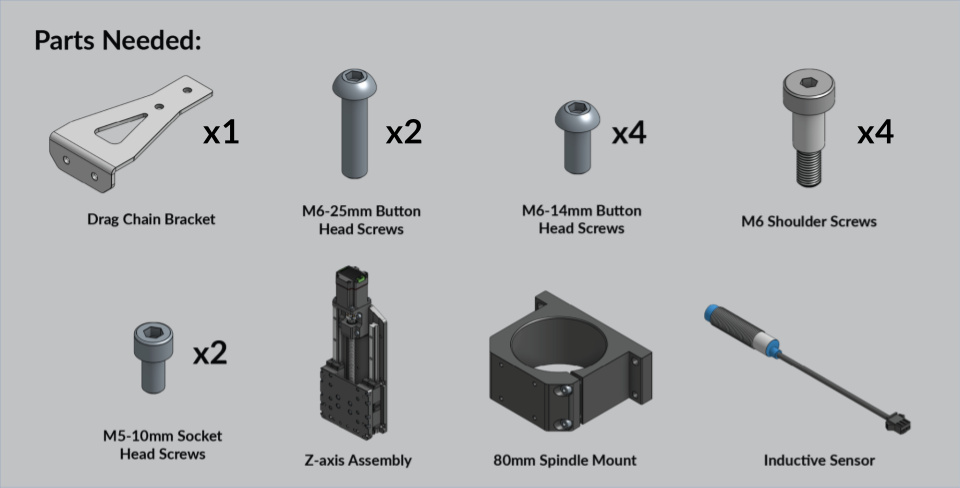 Parts Needed:
x1
x2
x4
x4
Drag Chain Bracket
M6-25mm Button
Head Screws
M6-14mm Button
Head Screws
M6 Shoulder Screws
x2
M5-10mm Socket
Head Screws
Z-axis Assembly
80mm Spindle Mount
Inductive Sensor